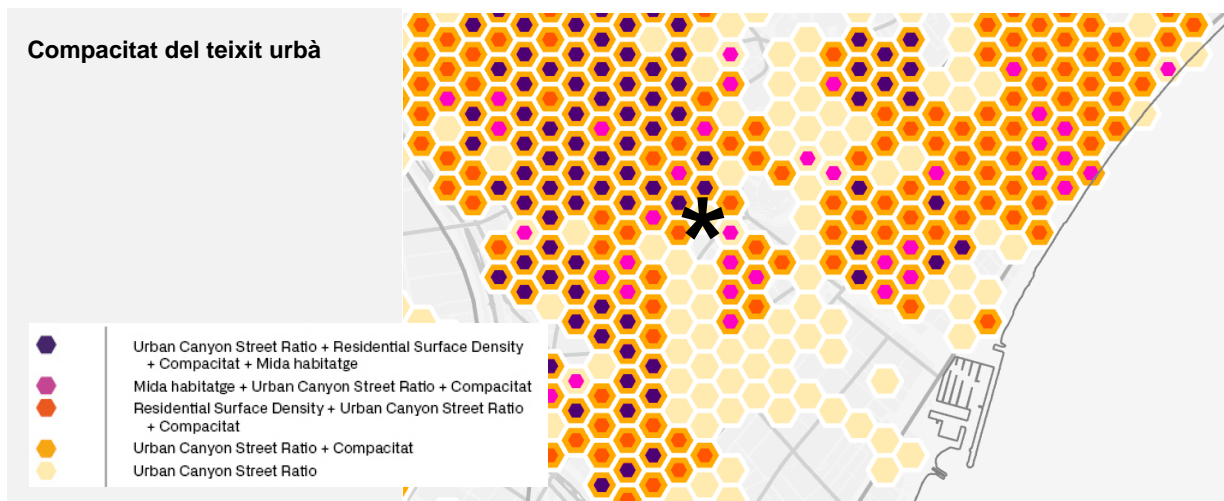 Compacitat del teixit urbà
*
Urban Canyon Street Ratio + Residential Surface Density
+ Compacitat + Mida habitatge
Mida habitatge + Urban Canyon Street Ratio + Compacitat
Residential Surface Density + Urban Canyon Street Ratio
+ Compacitat
Urban Canyon Street Ratio + Compacitat
Urban Canyon Street Ratio